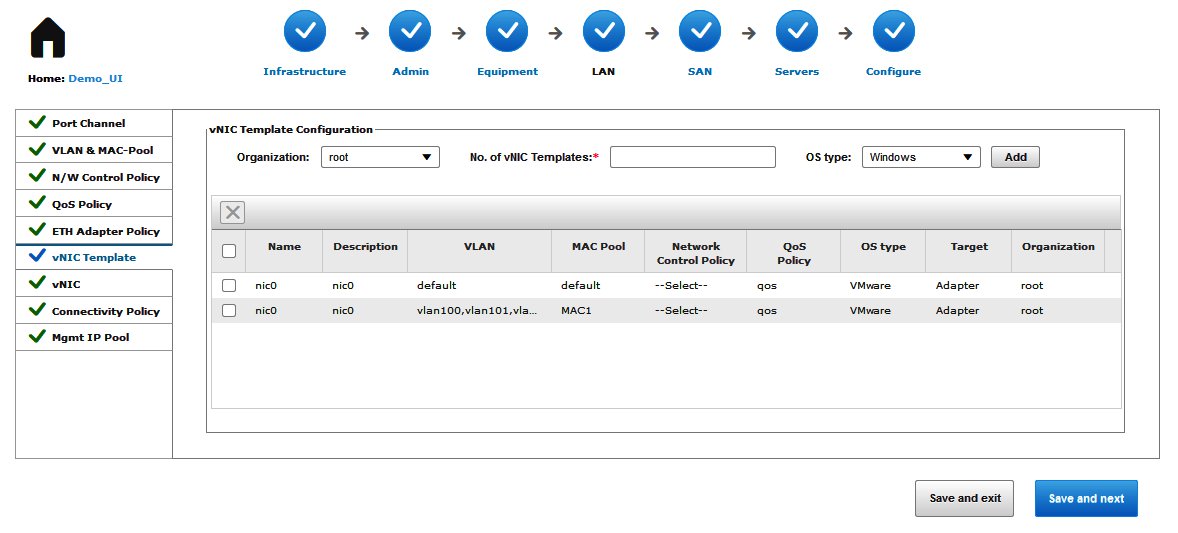 Infrastructure Admin Equipment LAN SAN Servers Configure
Home: Demo_UI
Port Channel
VLAN & MAC-Pool
N/W Control Policy
QoS Policy
ETH Adapter Policy
vNIC Template
vNIC
Connectivity Policy
Mgmt IP Pool
vNIC Template Configuration
Organization: root No. of vNIC Templates:* OS type: Windows Add
Name Description VLAN MAC Pool Network Control Policy QoS Policy OS type Target Organization
nic0 nic0 default default --Select-- qos VMware Adapter root
nic0 nic0 vlan100,vlan101,vla... MAC1 --Select-- qos VMware Adapter root
Save and exit Save and next